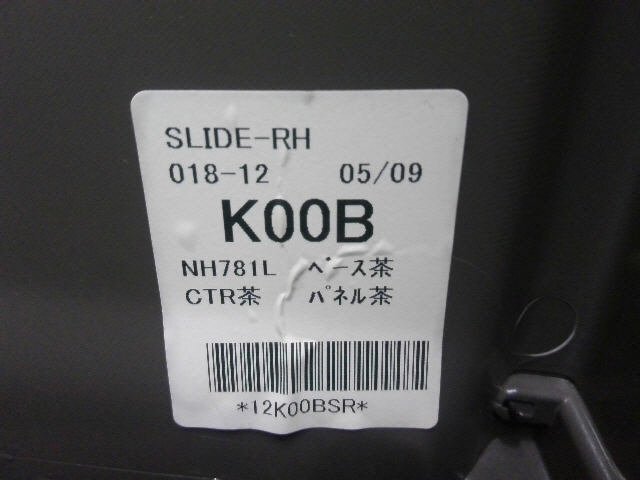 SLIDE-RH
018-12 05/09
K00B
NH781L ベース茶
CTR茶 パネル茶
*12K00BSR*